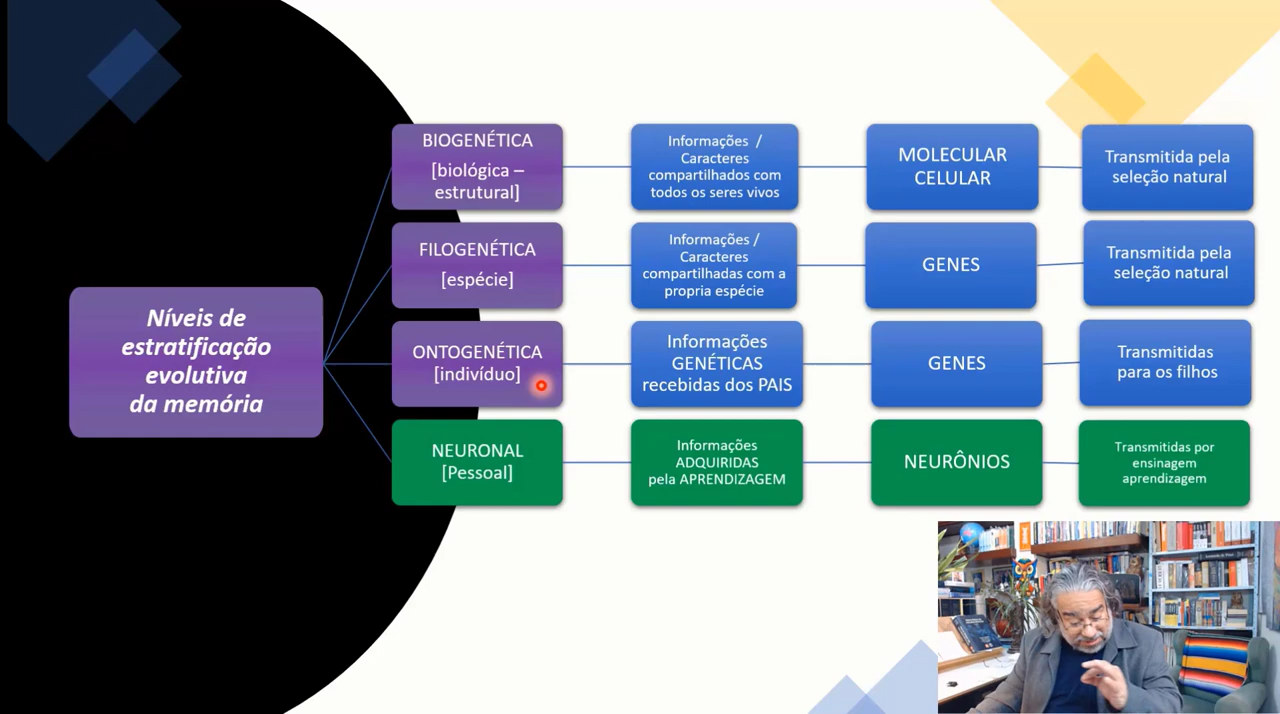 Níveis de
estratificação
evolutiva
da memória
BIOGENÉTICA
[biológica –
estrutural]
Informações /
Caracteres
compartilhados com
todos os seres vivos
MOLECULAR
CELULAR
Transmitida pela
seleção natural
FILOGENÉTICA
[espécie]
Informações /
Caracteres
compartilhadas com a
propria espécie
GENES
Transmitida pela
seleção natural
ONTOGENÉTICA
[indivíduo]
Informações
GENÉTICAS
recebidas dos PAIS
GENES
Transmitidas
para os filhos
NEURONAL
[Pessoal]
Informações
ADQUIRIDAS
pela APRENDIZAGEM
NEURÔNIOS
Transmitidas por
ensinagem
aprendizagem